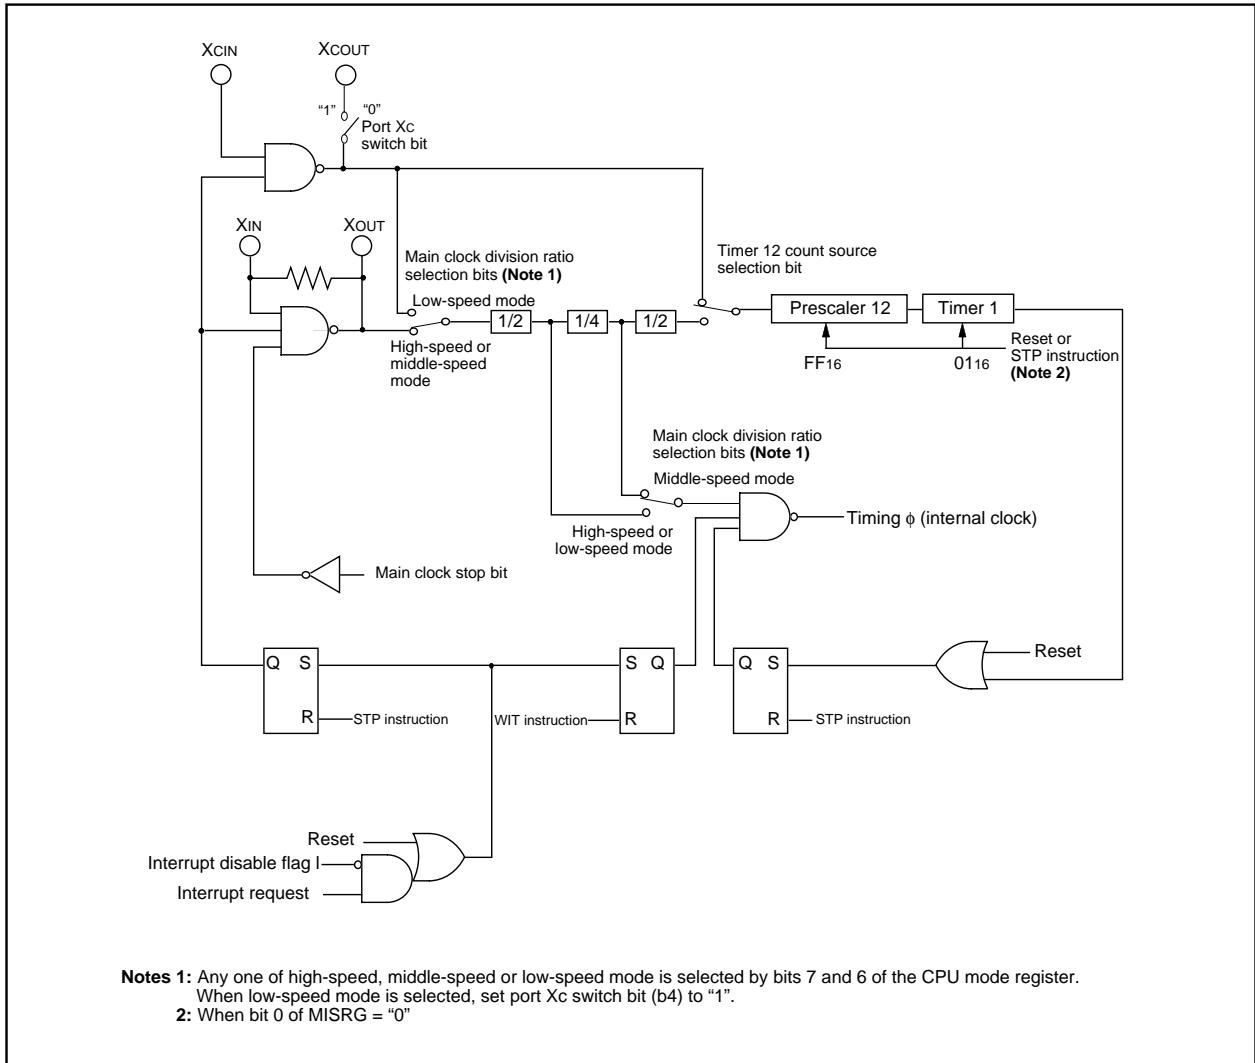 XCIN
XCOUT
“1” “0”
Port XC
switch bit
XIN
XOUT
Main clock division ratio
selection bits (Note 1)
Low-speed mode
High-speed or
middle-speed
mode
1/2
1/4
1/2
Timer 12 count source
selection bit
Prescaler 12
Timer 1
FF16
0116
Reset or
STP instruction
(Note 2)
Main clock division ratio
selection bits (Note 1)
Middle-speed mode
High-speed or
low-speed mode
Timing ϕ (internal clock)
Main clock stop bit
Q S
R
STP instruction
WIT instruction
S Q
R
Q S
R
STP instruction
Reset
Reset
Interrupt disable flag I
Interrupt request
Notes 1: Any one of high-speed, middle-speed or low-speed mode is selected by bits 7 and 6 of the CPU mode register.
When low-speed mode is selected, set port Xc switch bit (b4) to “1”.
2: When bit 0 of MISRG = “0”